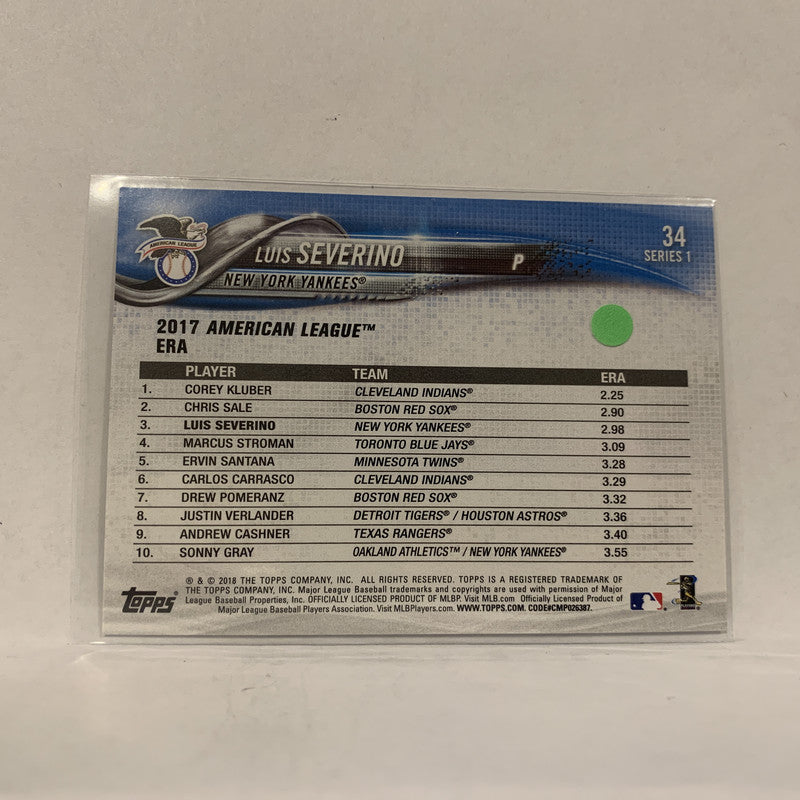 AMERICAN LEAGUE
LUIS SEVERINO
P
34
SERIES 1
NEW YORK YANKEES®
2017 AMERICAN LEAGUE™
ERA
PLAYER TEAM ERA
1. COREY KLUBER CLEVELAND INDIANS® 2.25
2. CHRIS SALE BOSTON RED SOX® 2.90
3. LUIS SEVERINO NEW YORK YANKEES® 2.98
4. MARCUS STROMAN TORONTO BLUE JAYS® 3.09
5. ERVIN SANTANA MINNESOTA TWINS® 3.28
6. CARLOS CARRASCO CLEVELAND INDIANS® 3.29
7. DREW POMERANZ BOSTON RED SOX® 3.32
8. JUSTIN VERLANDER DETROIT TIGERS® / HOUSTON ASTROS® 3.36
9. ANDREW CASHNER TEXAS RANGERS® 3.40
10. SONNY GRAY OAKLAND ATHLETICS™ / NEW YORK YANKEES® 3.55
® & © 2018 THE TOPPS COMPANY, INC. ALL RIGHTS RESERVED. TOPPS IS A REGISTERED TRADEMARK OF
THE TOPPS COMPANY, INC. Major League Baseball trademarks and copyrights are used with permission of Major
League Baseball Properties, Inc. OFFICIALLY LICENSED PRODUCT OF MLBP. Visit MLB.com Officially Licensed Product of
Major League Baseball Players Association. Visit MLBPlayers.com. WWW.TOPPS.COM. CODE#CMP026387.
TOPPS